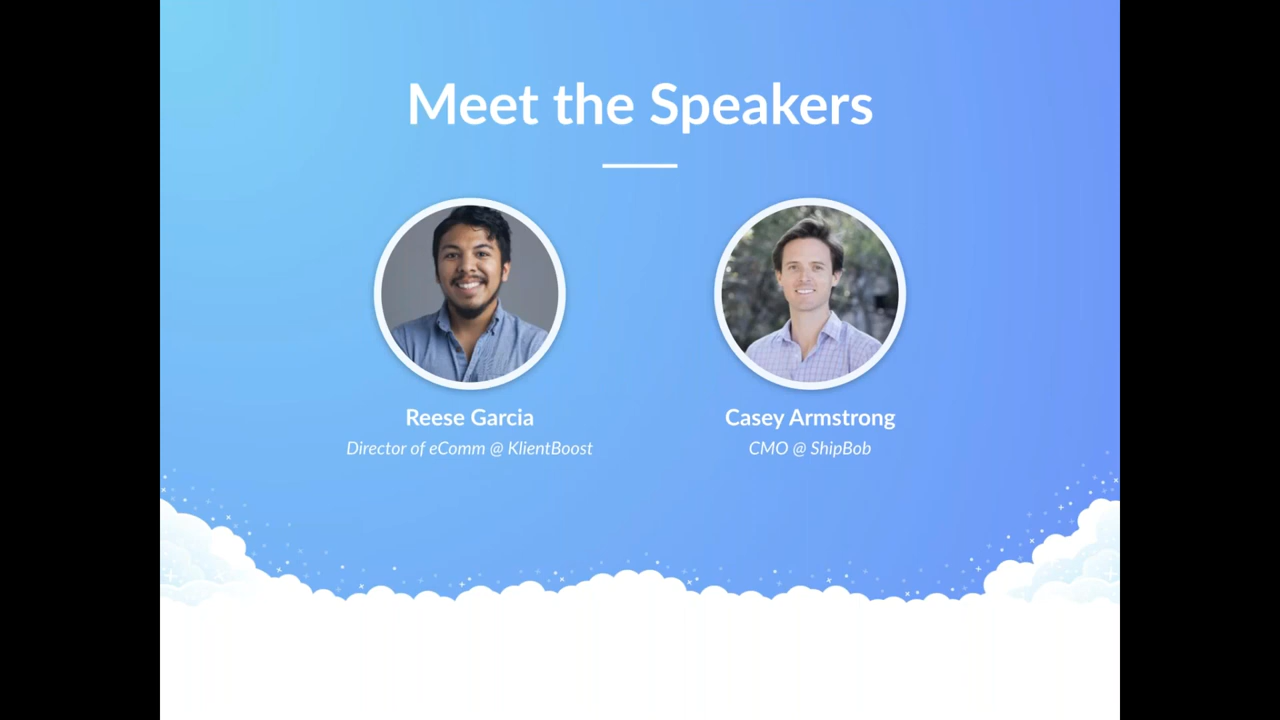 Meet the Speakers
Reese Garcia
Director of eComm @ KlientBoost
Casey Armstrong
CMO @ ShipBob